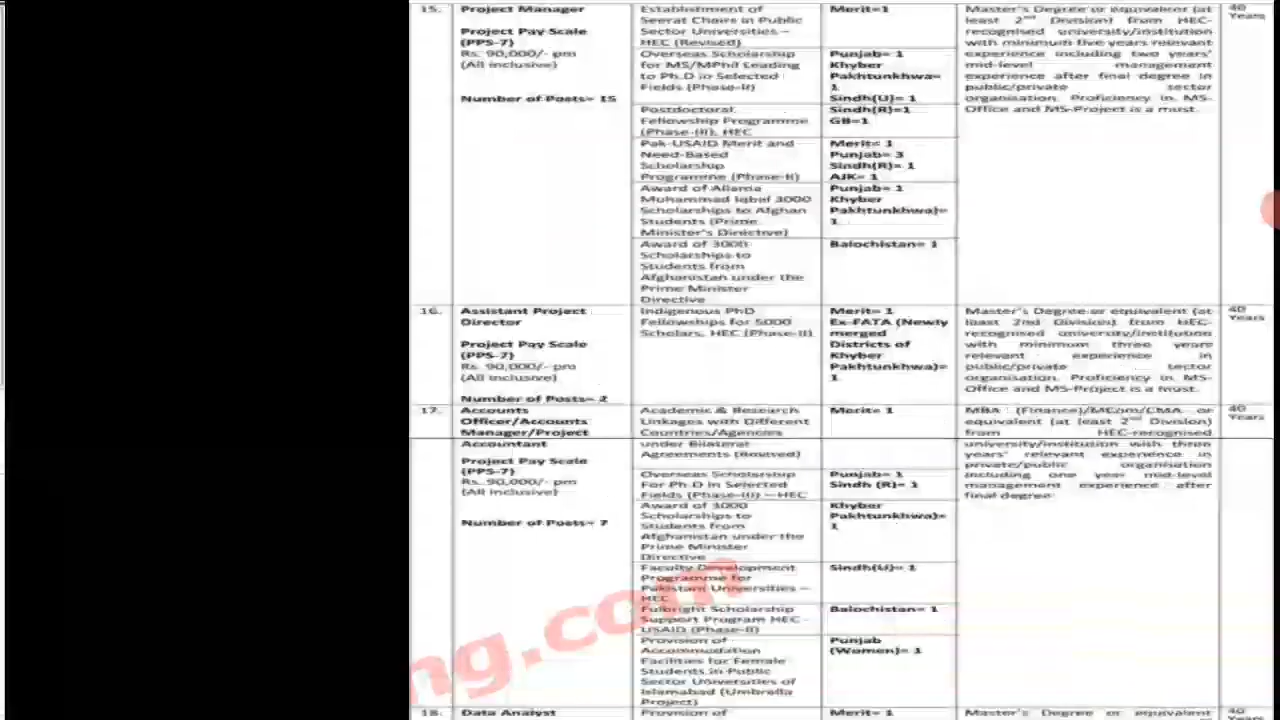 15.
Project Manager
Project Pay Scale
(PPS-7)
Rs. 90,000/- pm
(All inclusive)
Number of Posts= 15
Establishment of
Seerat Chairs in Public
Sector Universities –
HEC (Revised)
Merit=1
Overseas Scholarship
for MS/MPhil Leading
to Ph.D in Selected
Fields (Phase-II)
Punjab= 1
Khyber
Pakhtunkhwa=
1
Sindh(U)= 1
Postdoctoral
Fellowship Programme
(Phase-III), HEC
Sindh(R)=1
GB=1
Pak-USAID Merit and
Need-Based
Scholarship
Programme (Phase-II)
Merit= 1
Punjab= 3
Sindh(R)= 1
AJK= 1
Award of Allama
Mohammad Iqbal 3000
Scholarships to Afghan
Students (Prime
Minister's Directive)
Punjab= 1
Khyber
Pakhtunkhwa)=
1
Award of 3000
Scholarships to
Students from
Afghanistan under the
Prime Minister
Directive
Balochistan= 1
Master's Degree or equivalent (at
least 2nd Division) from HEC-
recognised university/institution
with minimum five years relevant
experience including two years'
mid-level management
experience after final degree in
public/private sector
organisation. Proficiency in MS-
Office and MS-Project is a must.
40
Years
16.
Assistant Project
Director
Project Pay Scale
(PPS-7)
Rs. 90,000/- pm
(All inclusive)
Number of Posts= 2
Indigenous PhD
Fellowships for 5000
Scholars, HEC (Phase-II)
Merit= 1
Ex-FATA (Newly
merged
Districts of
Khyber
Pakhtunkhwa)=
1
Master's Degree or equivalent (at
least 2nd Division) from HEC-
recognised university/institution
with minimum three years
relevant experience in
public/private sector
organisation. Proficiency in MS-
Office and MS-Project is a must.
40
Years
17.
Accounts
Officer/Accounts
Manager/Project
Accountant
Project Pay Scale
(PPS-7)
Rs. 90,000/- pm
(All inclusive)
Number of Posts= 7
Academic & Research
Linkages with Different
Countries/Agencies
under Bilateral
Agreements (Revised)
Merit= 1
Overseas Scholarship
For Ph.D in Selected
Fields (Phase-III) – HEC
Punjab= 1
Sindh (R)= 1
Award of 3000
Scholarships to
Students from
Afghanistan under the
Prime Minister
Directive
Khyber
Pakhtunkhwa)=
1
Faculty Development
Programme for
Pakistani Universities –
HEC
Sindh(U)= 1
Fulbright Scholarship
Support Program HEC -
USAID (Phase-II)
Balochistan= 1
Provision of
Accommodation
Facilities for Female
Students in Public
Sector Universities of
Islamabad (Umbrella
Project)
Punjab
(Women)= 1
MBA (Finance)/MCom/CMA or
equivalent (at least 2nd Division)
from HEC-recognised
university/institution with three
years' relevant experience in
private/public organisation
including one year mid-level
management experience after
final degree
40
Years
18.
Data Analyst
Provision of
Merit= 1
Master's Degree or equivalent
40
ng.com